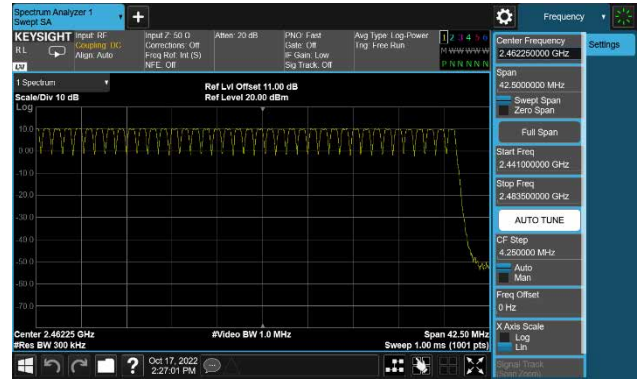 Spectrum Analyzer 1
Swept SA
+
Frequency
KEYSIGHT
Input: RF
Coupling: DC
Align: Auto
Input Z: 50 Ω
Corrections: Off
Freq Ref: Int (S)
NFE: Off
Atten: 20 dB
PNO: Fast
Gate: Off
IF Gain: Low
Sig Track: Off
Avg Type: Log-Power
Trig: Free Run
1 2 3 4 5 6
M W W W W W
P N N N N N
R L
Center Frequency
2.462250000 GHz
Settings
Span
42.5000000 MHz
Swept Span
Zero Span
Full Span
Start Freq
2.441000000 GHz
Stop Freq
2.483500000 GHz
AUTO TUNE
CF Step
4.250000 MHz
Auto
Man
Freq Offset
0 Hz
X Axis Scale
Log
Lin
Signal Track
(Span Zoom)
1 Spectrum
Scale/Div 10 dB
Ref Lvl Offset 11.00 dB
Ref Level 20.00 dBm
Log
10.0
0.00
-10.0
-20.0
-30.0
-40.0
-50.0
-60.0
-70.0
Center 2.46225 GHz
#Res BW 300 kHz
#Video BW 1.0 MHz
Span 42.50 MHz
Sweep 1.00 ms (1001 pts)
?
Oct 17, 2022
2:27:01 PM